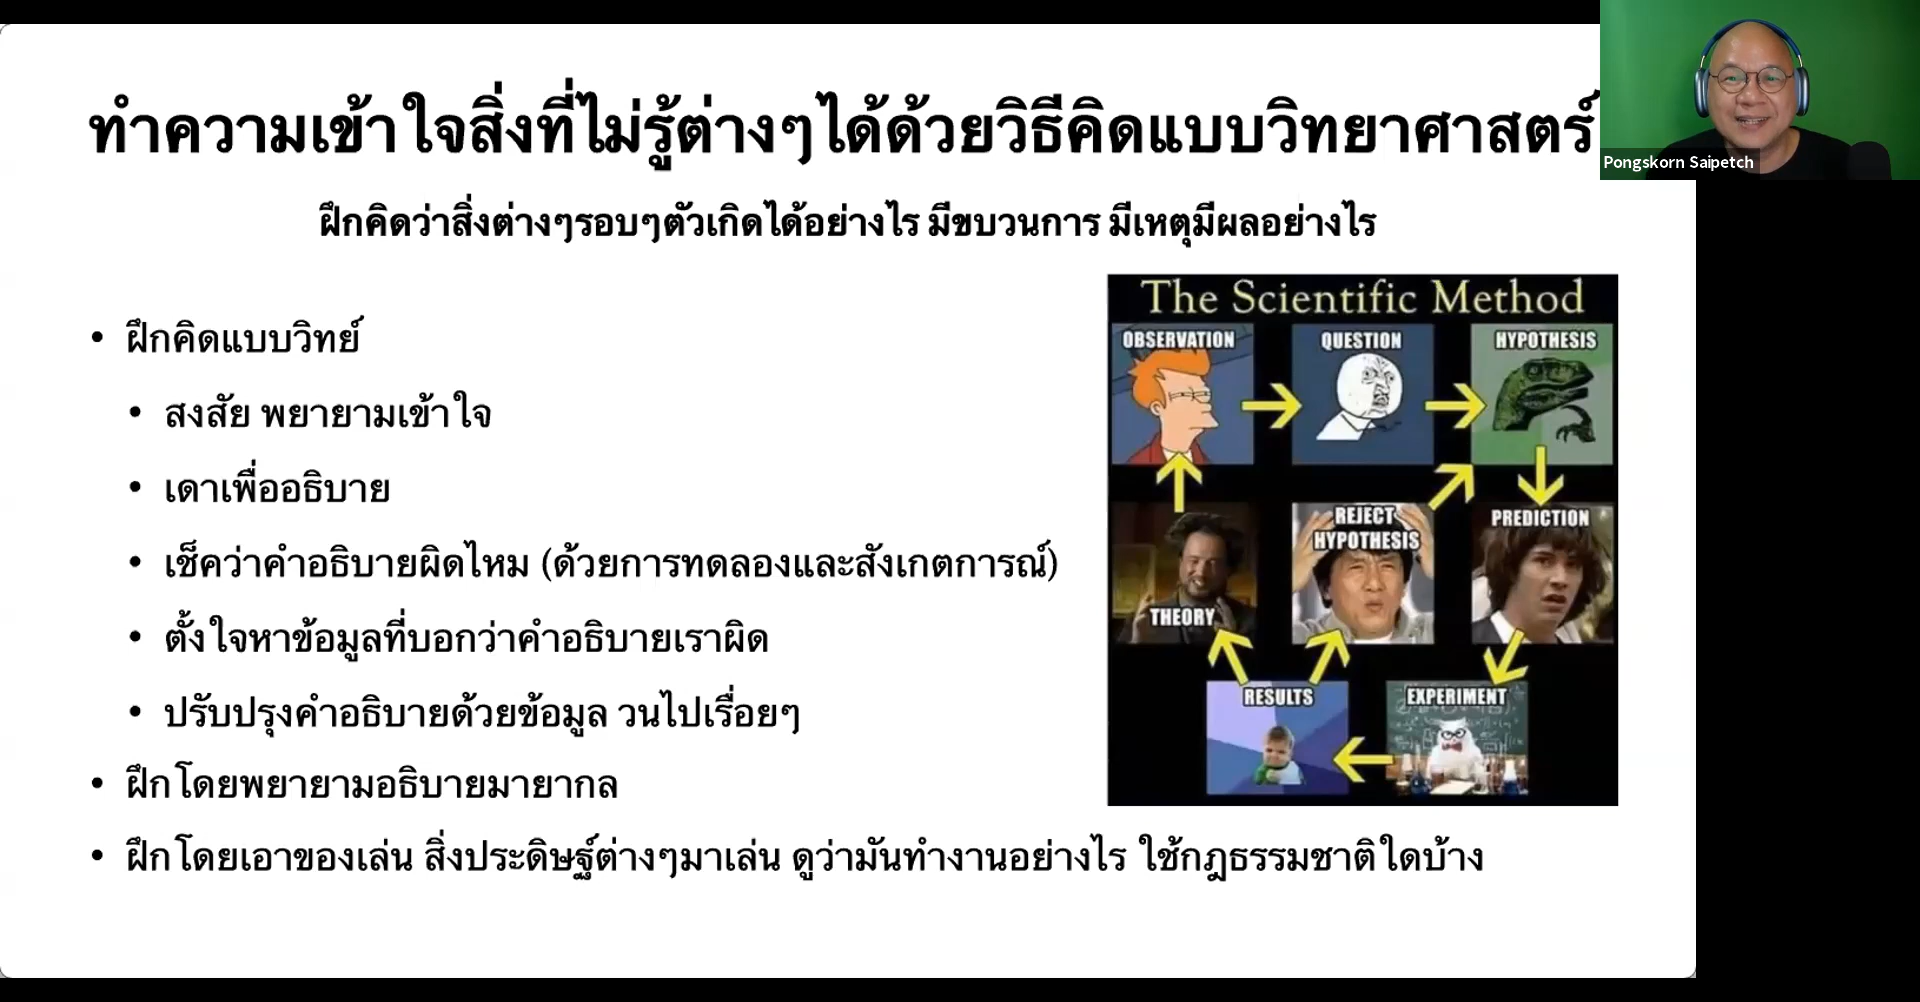 ทำความเข้าใจสิ่งที่ไม่รู้ต่างๆได้ด้วยวิธีคิดแบบวิทยาศาสตร์
Pongskorn Saipetch
ฝึกคิดว่าสิ่งต่างๆรอบๆตัวเกิดได้อย่างไร มีขบวนการ มีเหตุมีผลอย่างไร
• ฝึกคิดแบบวิทย์
• สงสัย พยายามเข้าใจ
• เดาเพื่ออธิบาย
• เช็คว่าคำอธิบายผิดไหม (ด้วยการทดลองและสังเกตการณ์)
• ตั้งใจหาข้อมูลที่บอกว่าคำอธิบายเราผิด
• ปรับปรุงคำอธิบายด้วยข้อมูล วนไปเรื่อยๆ
• ฝึกโดยพยายามอธิบายมายากล
• ฝึกโดยเอาของเล่น สิ่งประดิษฐ์ต่างๆมาเล่น ดูว่ามันทำงานอย่างไร ใช้กฎธรรมชาติใดบ้าง
The Scientific Method
OBSERVATION
QUESTION
HYPOTHESIS
REJECT
HYPOTHESIS
PREDICTION
THEORY
RESULTS
EXPERIMENT